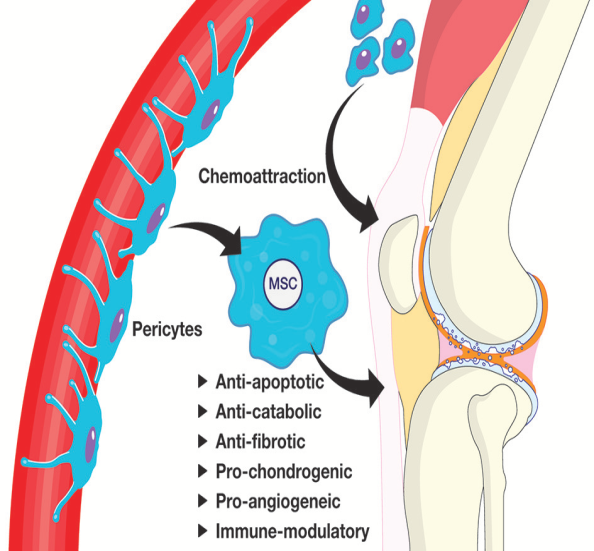 Chemoattraction
MSC
Pericytes
Anti-apoptotic
Anti-catabolic
Anti-fibrotic
Pro-chondrogenic
Pro-angiogeneic
Immune-modulatory